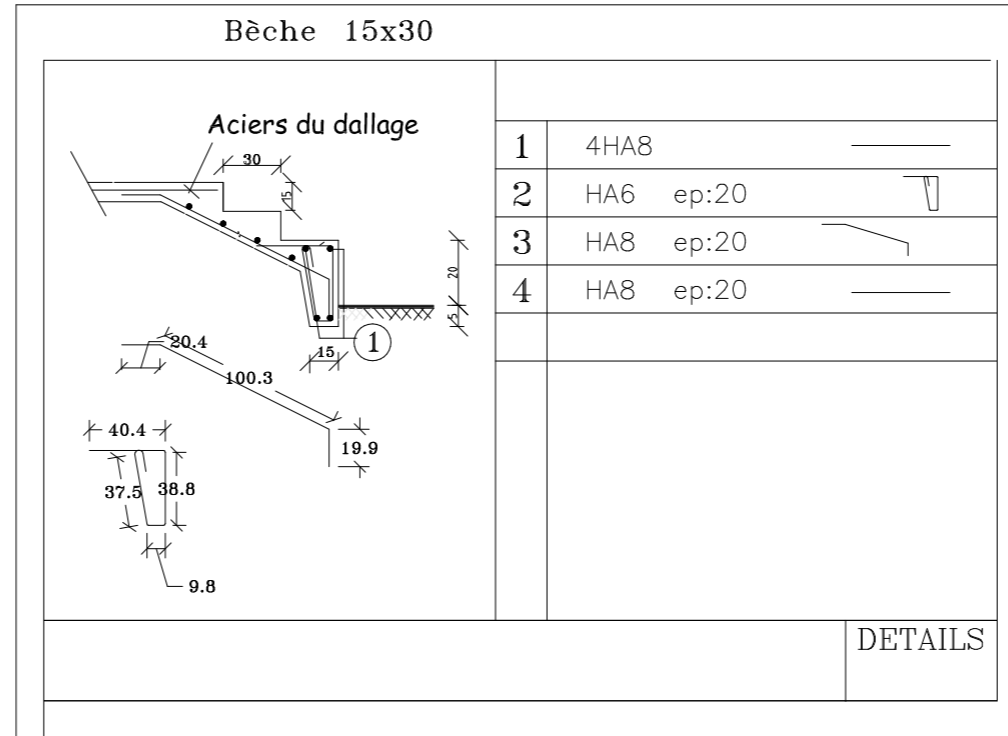 Bèche 15x30
Aciers du dallage
30
15
20
5
15
1
20.4
100.3
19.9
40.4
37.5
38.8
9.8
1 4HA8
2 HA6 ep:20
3 HA8 ep:20
4 HA8 ep:20
DETAILS